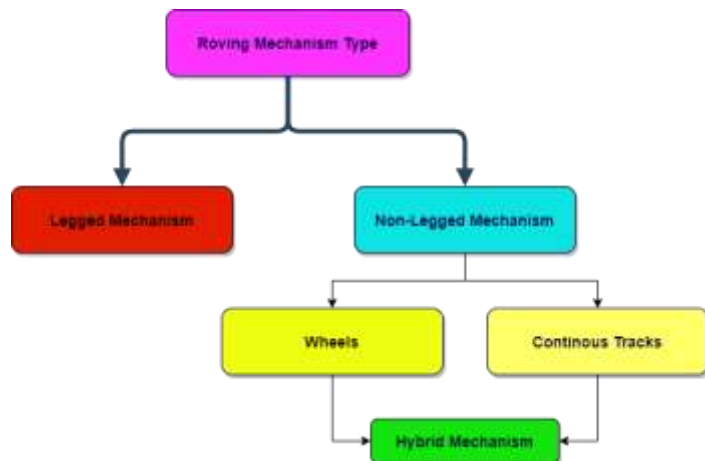 Roving Mechanism Type
Legged Mechanism
Non-Legged Mechanism
Wheels
Continous Tracks
Hybrid Mechanism